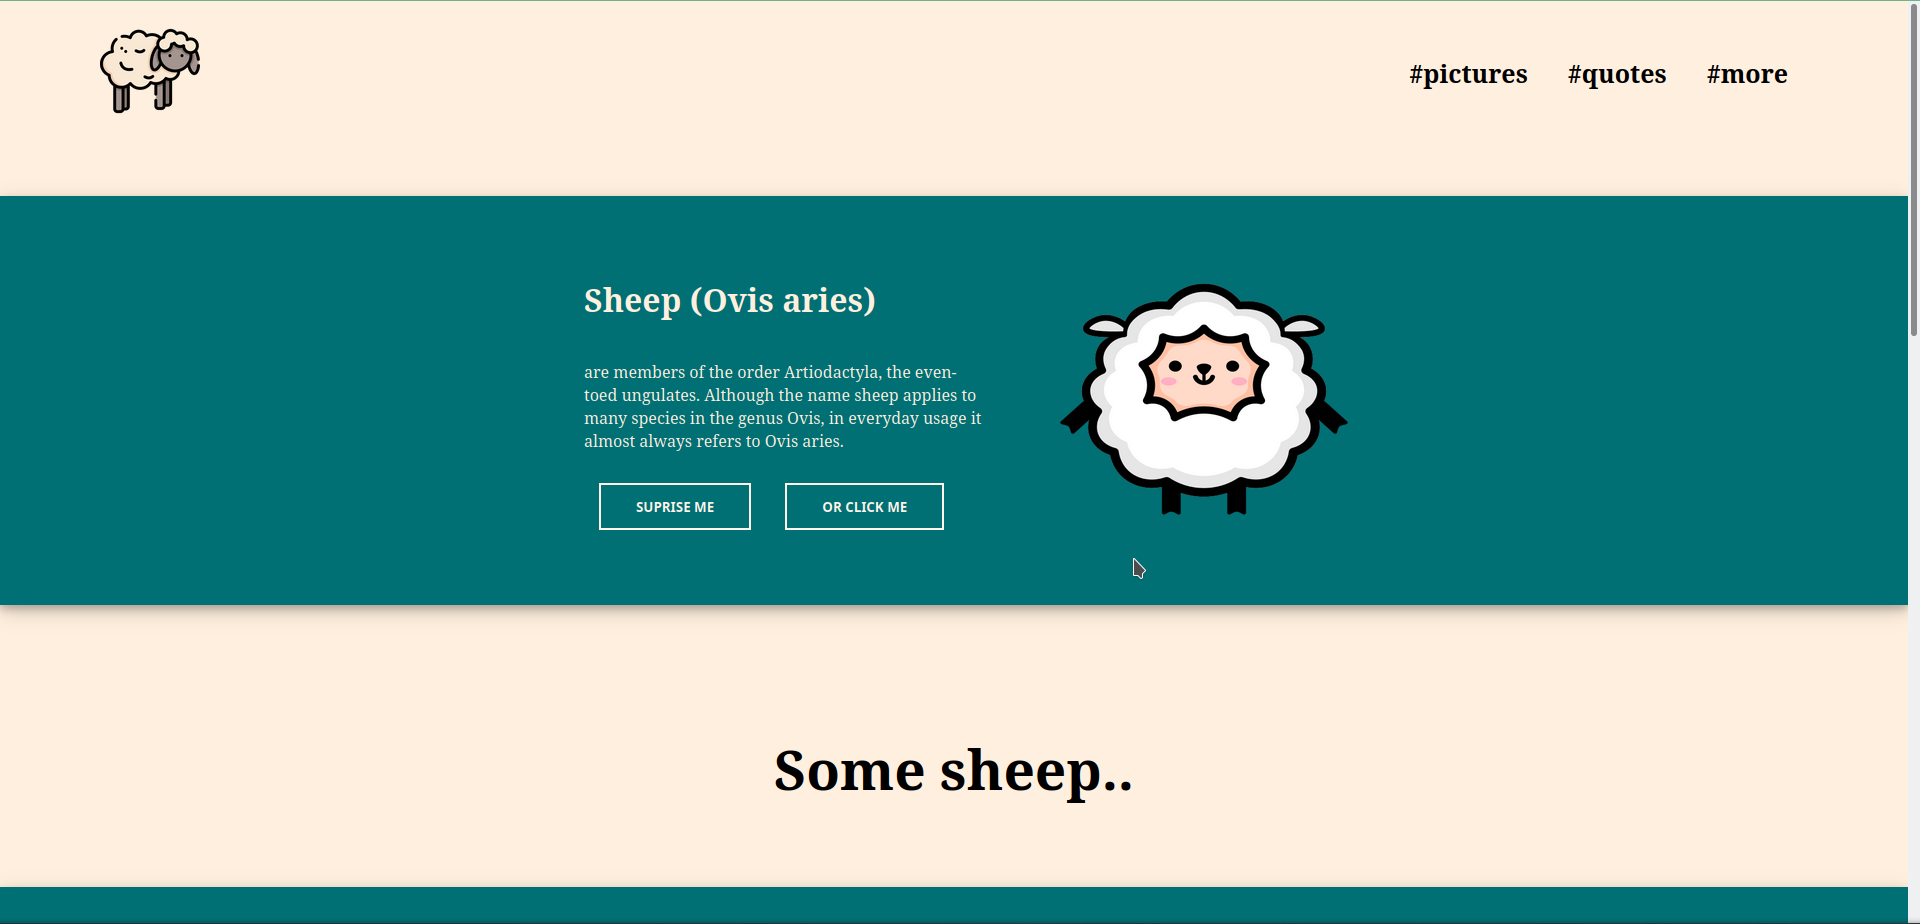 #pictures #quotes #more
Sheep (Ovis aries)
are members of the order Artiodactyla, the even-
toed ungulates. Although the name sheep applies to
many species in the genus Ovis, in everyday usage it
almost always refers to Ovis aries.
SUPRISE ME OR CLICK ME
Some sheep..